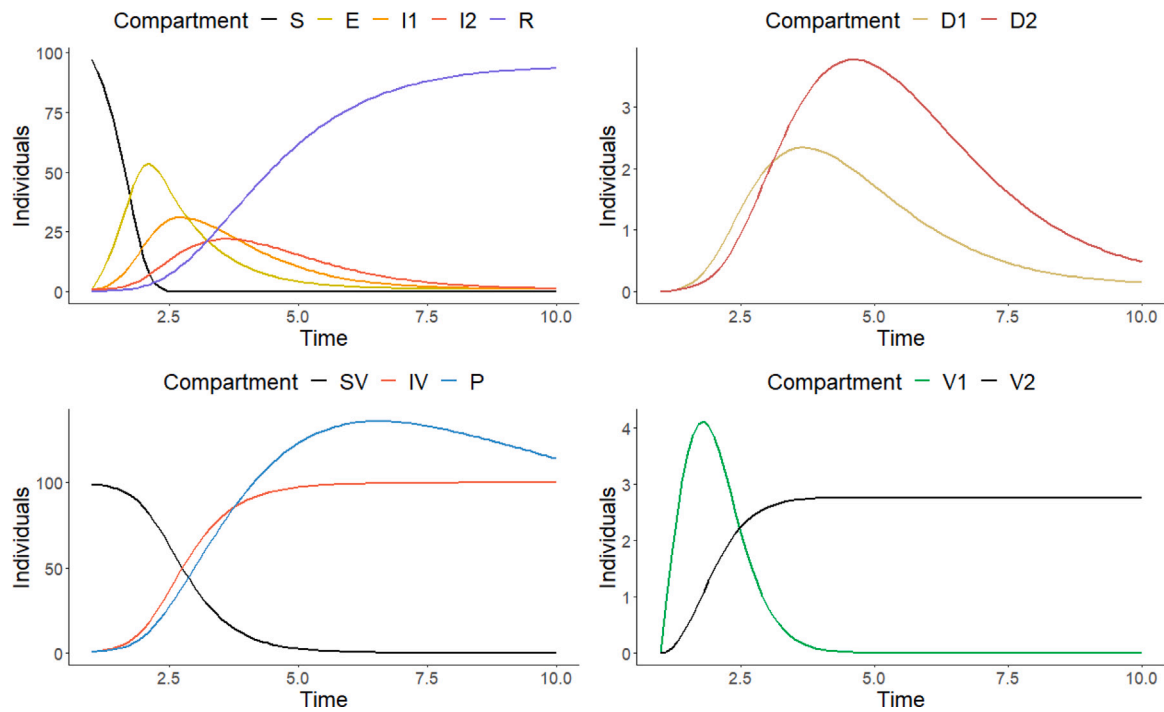 Compartment S E I1 I2 R
Individuals
100
75
50
25
0
2.5 5.0 7.5 10.0
Time
Compartment D1 D2
Individuals
3
2
1
0
2.5 5.0 7.5 10.0
Time
Compartment SV IV P
Individuals
100
50
0
2.5 5.0 7.5 10.0
Time
Compartment V1 V2
Individuals
4
3
2
1
0
2.5 5.0 7.5 10.0
Time